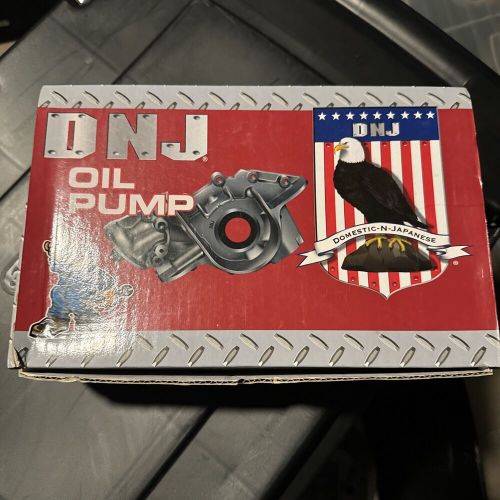 DNJ®
OIL
PUMP
DNJ
DOMESTIC-N-JAPANESE
®